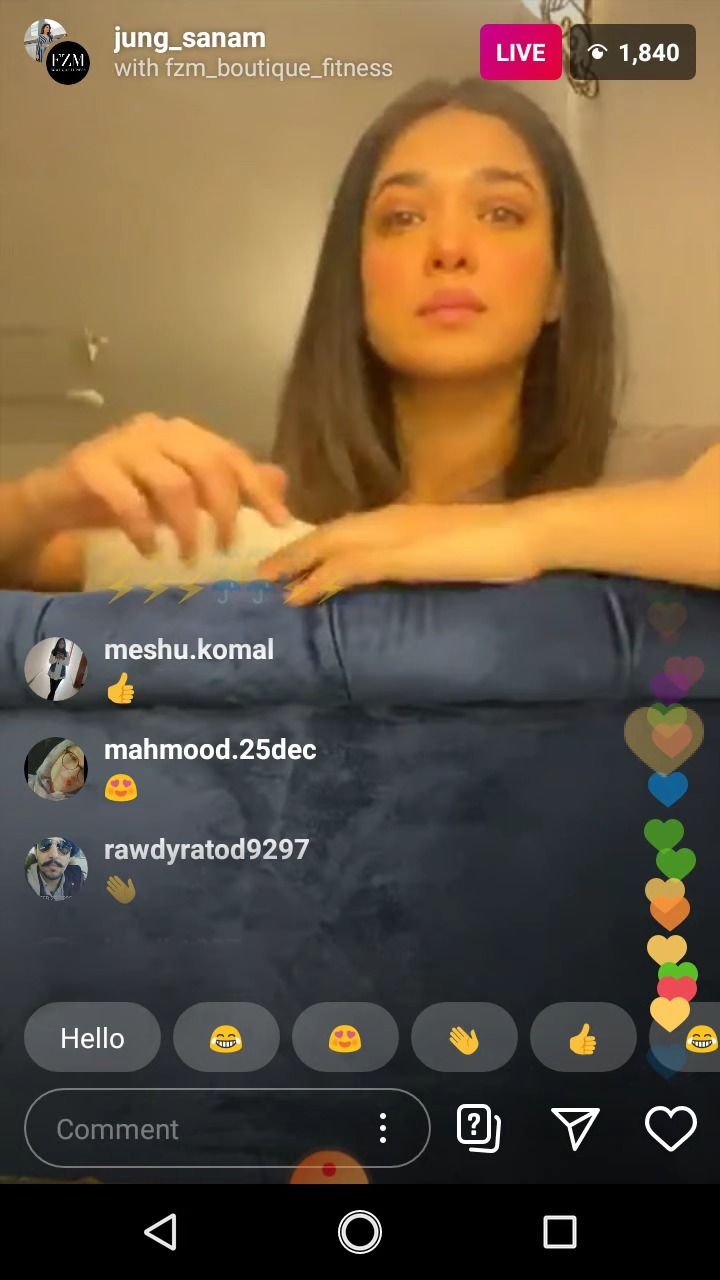 jung_sanam
with fzm_boutique_fitness
LIVE
1,840
FZM
meshu.komal
👍
mahmood.25dec
😍
rawdyratod9297
👋
Hello 😂 😍 👋 👍 😂
Comment